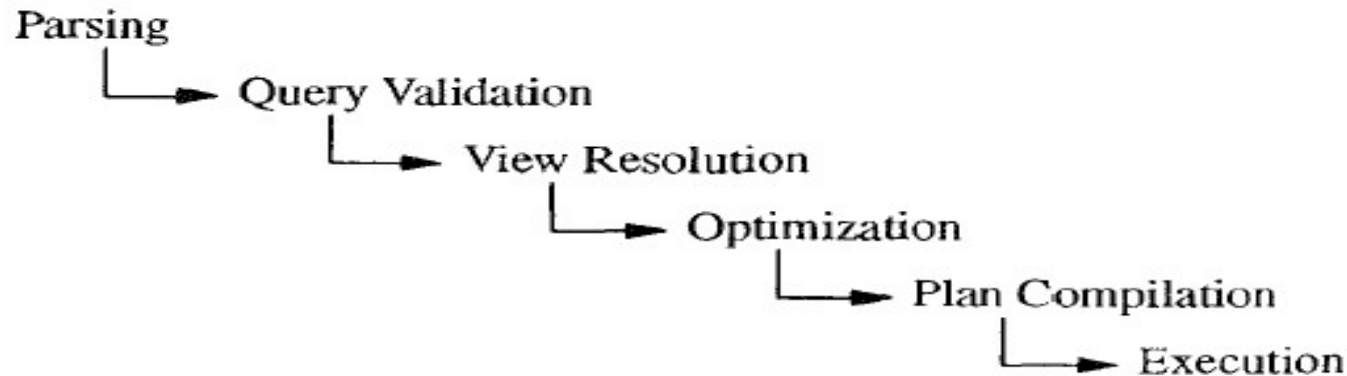 Parsing
Query Validation
View Resolution
Optimization
Plan Compilation
Execution